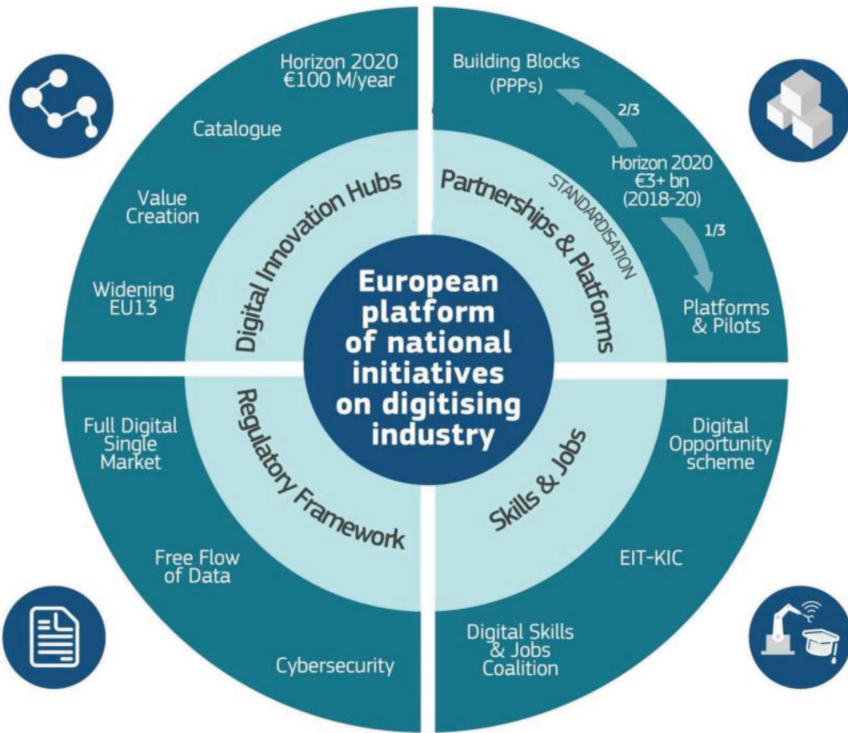 Horizon 2020
€100 M/year
Catalogue
Value
Creation
Widening
EU13
Digital Innovation Hubs
Building Blocks
(PPPs)
2/3
Horizon 2020
€3+ bn
(2018-20)
1/3
Platforms
& Pilots
Partnerships & Platforms
STANDARDISATION
European
platform
of national
initiatives
on digitising
industry
Full Digital
Single
Market
Free Flow
of Data
Cybersecurity
Regulatory Framework
Skills & Jobs
Digital
Opportunity
scheme
EIT-KIC
Digital Skills
& Jobs
Coalition